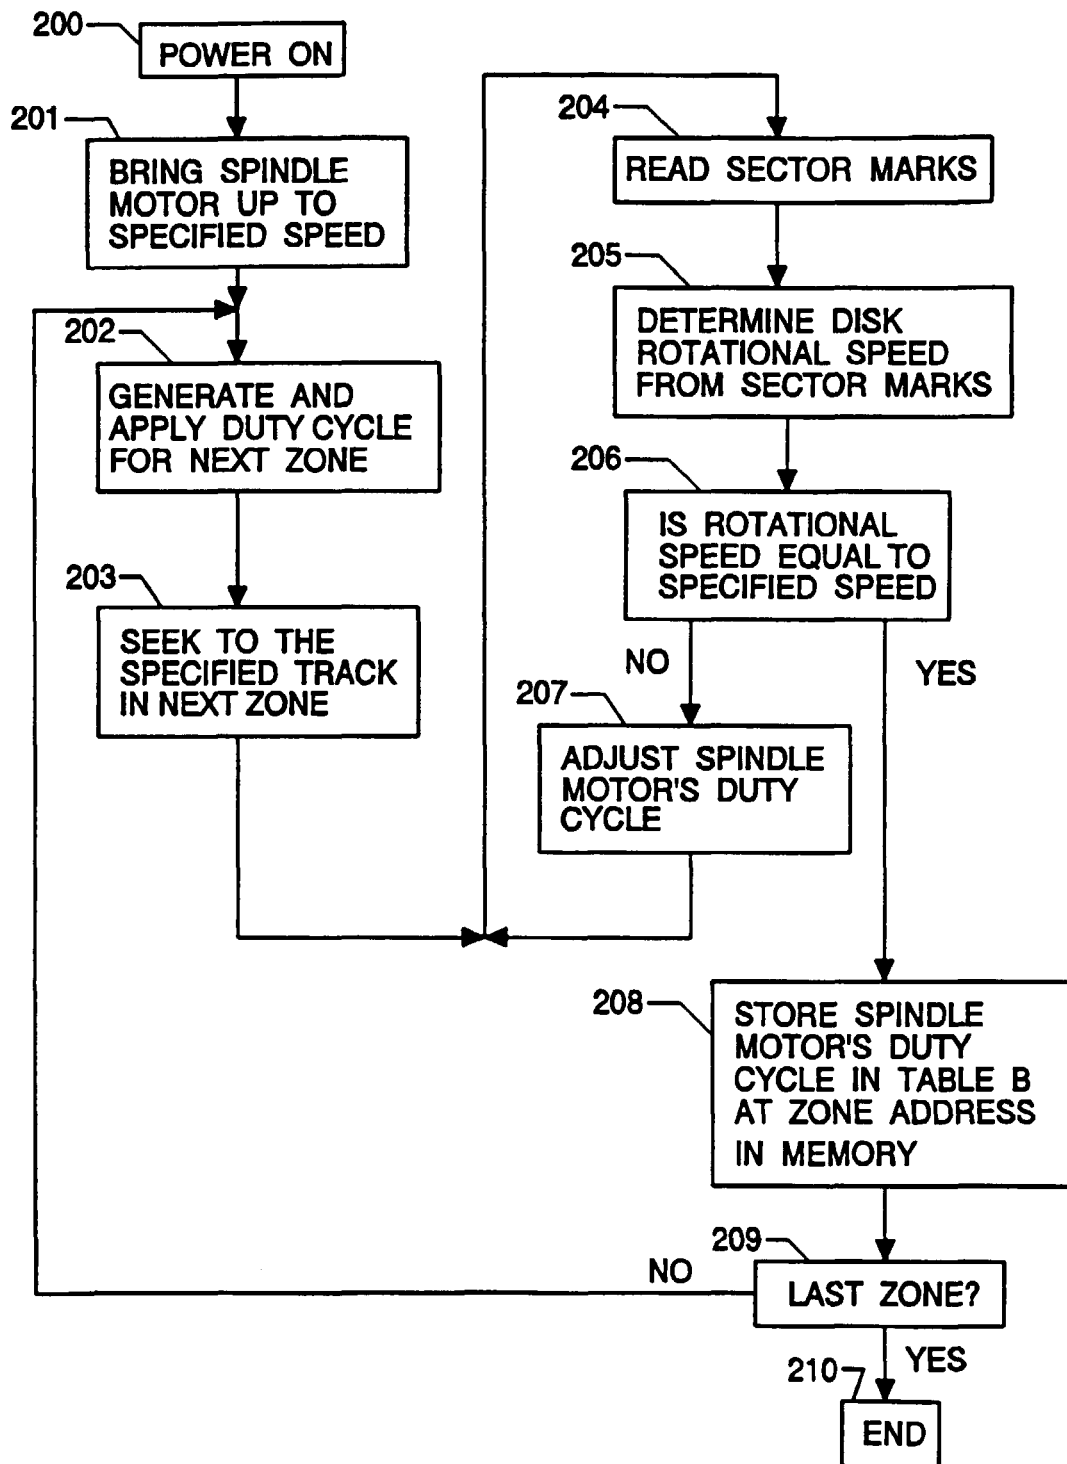 200
POWER ON
201
BRING SPINDLE
MOTOR UP TO
SPECIFIED SPEED
202
GENERATE AND
APPLY DUTY CYCLE
FOR NEXT ZONE
203
SEEK TO THE
SPECIFIED TRACK
IN NEXT ZONE
204
READ SECTOR MARKS
205
DETERMINE DISK
ROTATIONAL SPEED
FROM SECTOR MARKS
206
IS ROTATIONAL
SPEED EQUAL TO
SPECIFIED SPEED
NO
YES
207
ADJUST SPINDLE
MOTOR'S DUTY
CYCLE
208
STORE SPINDLE
MOTOR'S DUTY
CYCLE IN TABLE B
AT ZONE ADDRESS
IN MEMORY
209
NO
LAST ZONE?
YES
210
END